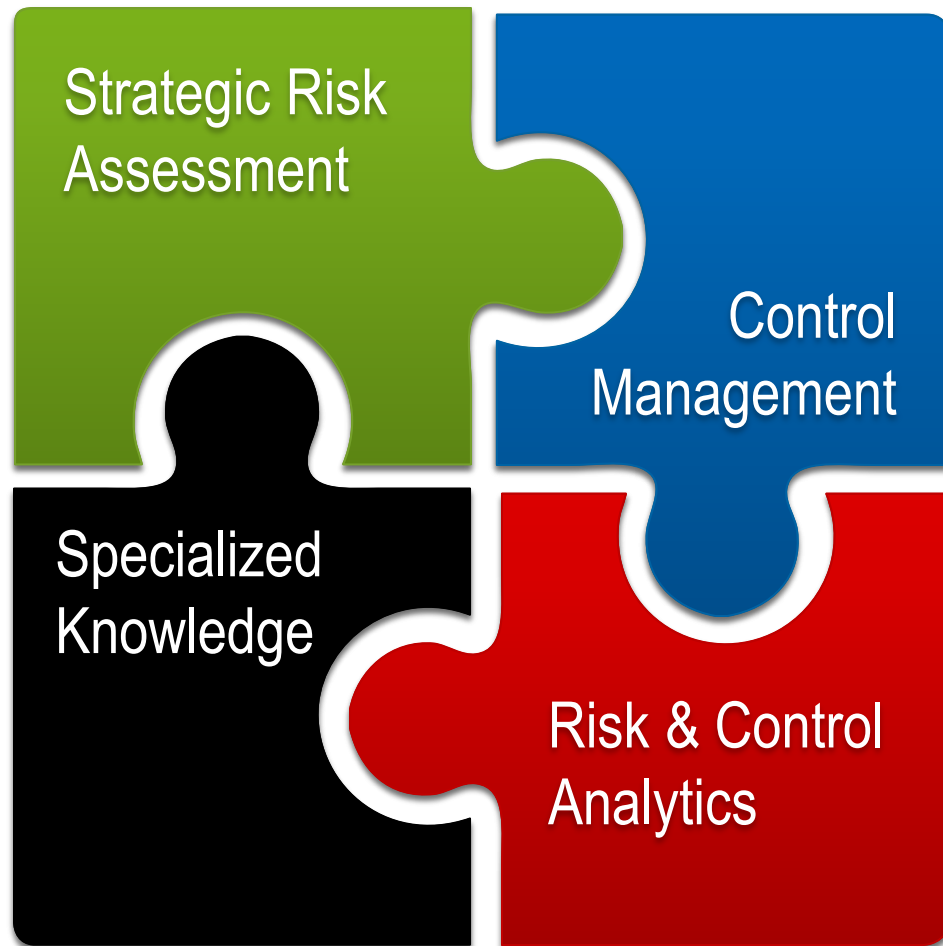 Strategic Risk
Assessment
Control
Management
Specialized
Knowledge
Risk & Control
Analytics